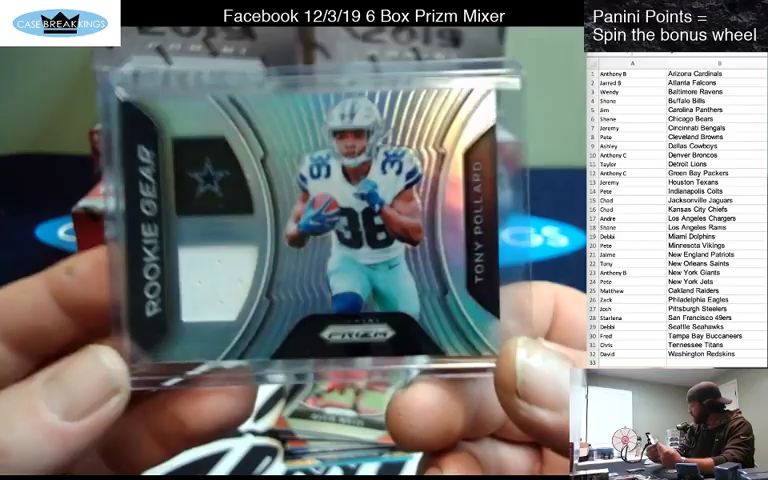 CASE BREAK KINGS
Facebook 12/3/19 6 Box Prizm Mixer
Panini Points =
Spin the bonus wheel
ROOKIE GEAR
36
36
36
TONY POLLARD
PANINI
PRIZM
A B
1 Anthony B Arizona Cardinals
2 Jarred B Atlanta Falcons
3 Wendy Baltimore Ravens
4 Shane Buffalo Bills
5 Jim Carolina Panthers
6 Shane Chicago Bears
7 Jeremy Cincinnati Bengals
8 Pete Cleveland Browns
9 Ashley Dallas Cowboys
10 Anthony C Denver Broncos
11 Taylor Detroit Lions
12 Anthony C Green Bay Packers
13 Jeremy Houston Texans
14 Pete Indianapolis Colts
15 Chad Jacksonville Jaguars
16 Chad Kansas City Chiefs
17 Andre Los Angeles Chargers
18 Shane Los Angeles Rams
19 Debbi Miami Dolphins
20 Pete Minnesota Vikings
21 Jaime New England Patriots
22 Tony New Orleans Saints
23 Anthony B New York Giants
24 Pete New York Jets
25 Matthew Oakland Raiders
26 Zack Philadelphia Eagles
27 Josh Pittsburgh Steelers
28 Starlena San Francisco 49ers
29 Debbi Seattle Seahawks
30 Fred Tampa Bay Buccaneers
31 Chris Tennessee Titans
32 David Washington Redskins
33